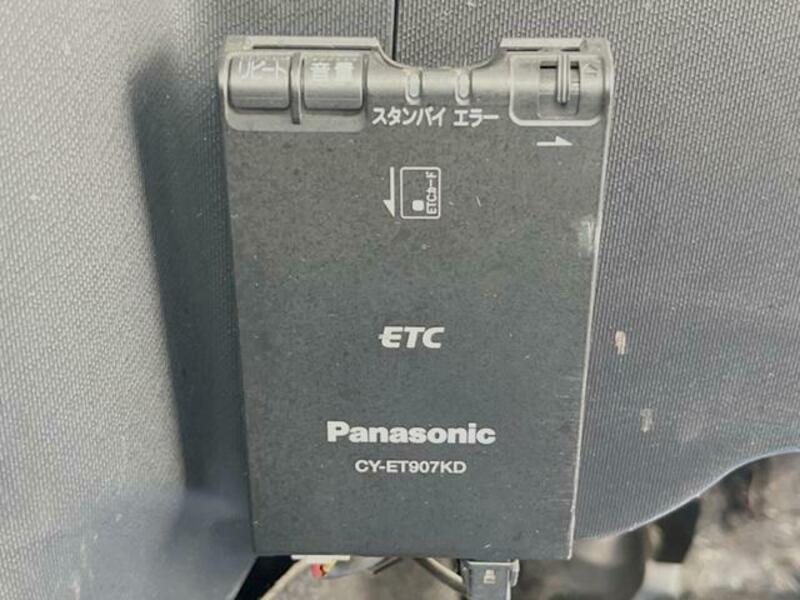 リピート 音量
スタンバイ エラー
ETCカード
ETC
Panasonic
CY-ET907KD